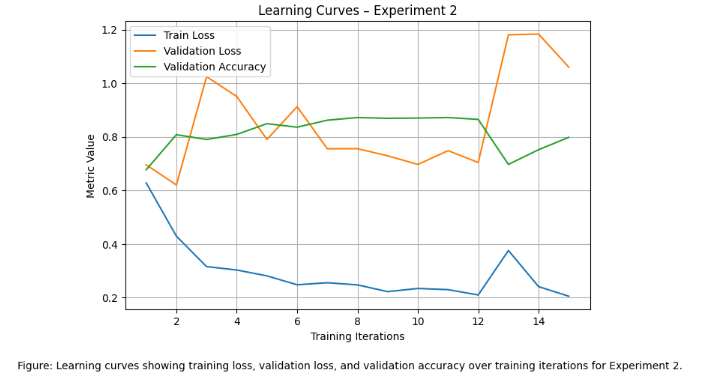 Learning Curves – Experiment 2
Train Loss
Validation Loss
Validation Accuracy
Metric Value
1.2
1.0
0.8
0.6
0.4
0.2
2 4 6 8 10 12 14
Training Iterations
Figure: Learning curves showing training loss, validation loss, and validation accuracy over training iterations for Experiment 2.